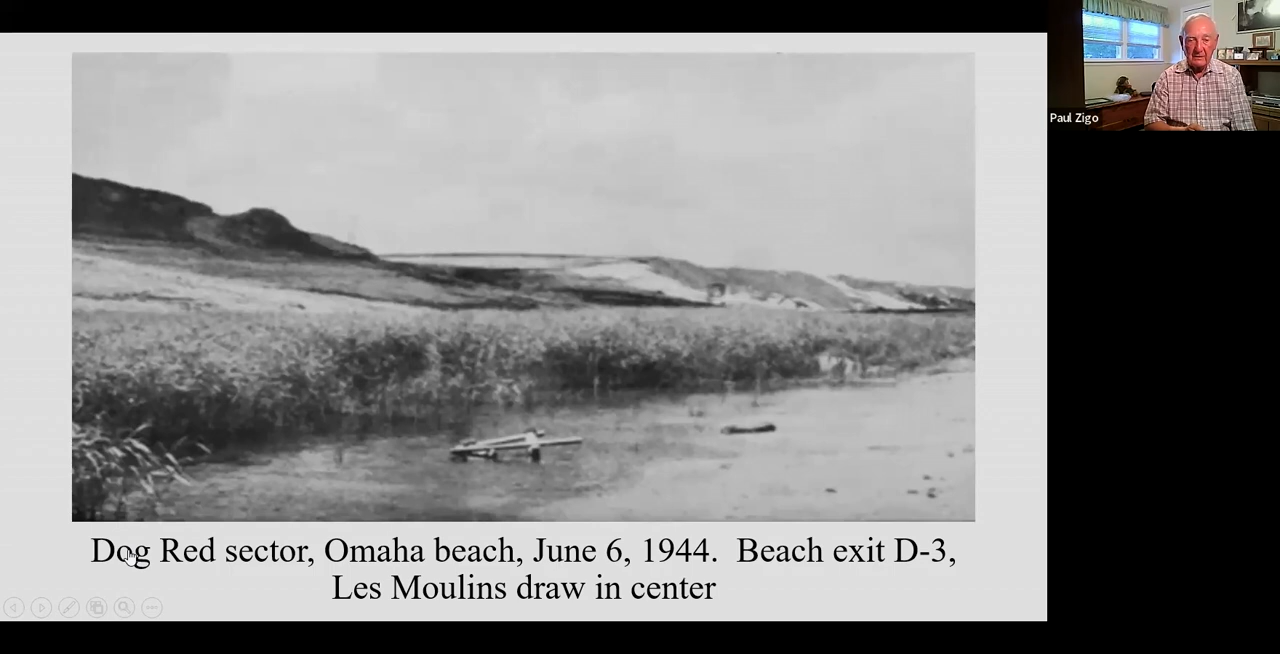 Paul Zigo
Dog Red sector, Omaha beach, June 6, 1944. Beach exit D-3,
Les Moulins draw in center